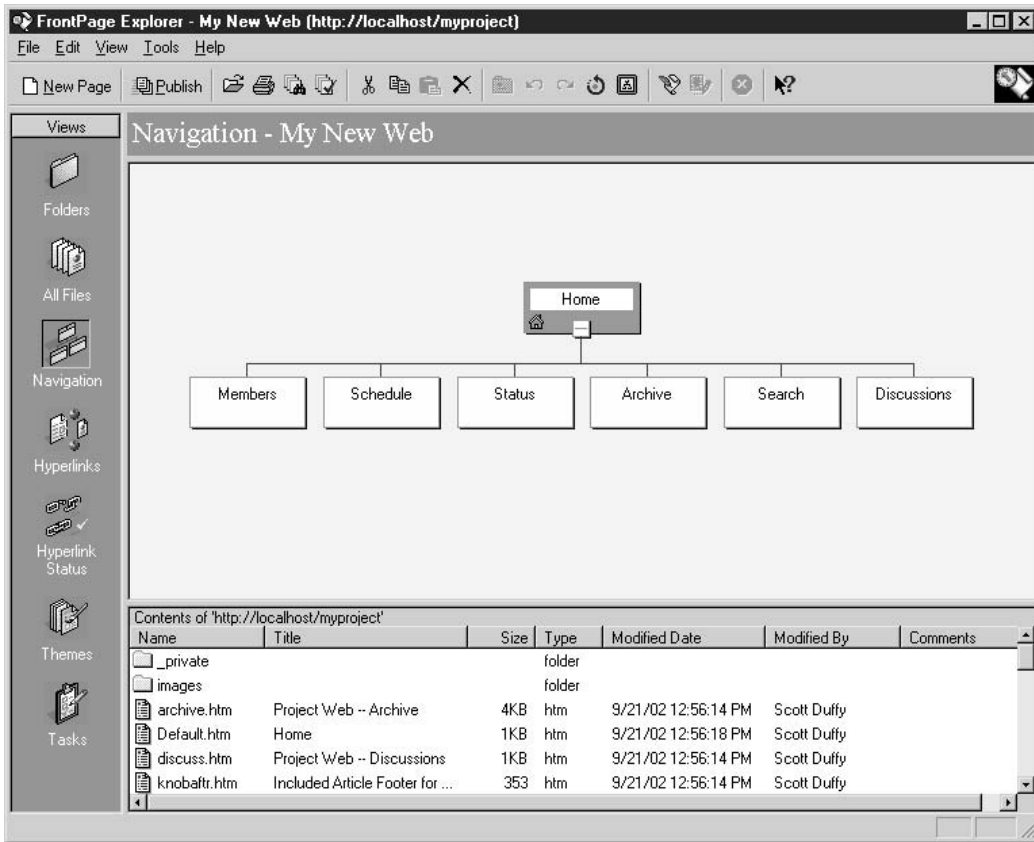 FrontPage Explorer - My New Web (http://localhost/myproject)
File Edit View Tools Help
New Page Publish
Views
Navigation - My New Web
Folders
All Files
Navigation
Hyperlinks
Hyperlink
Status
Themes
Tasks
Home
Members Schedule Status Archive Search Discussions
Contents of 'http://localhost/myproject'
Name Title Size Type Modified Date Modified By Comments
_private folder
images folder
archive.htm Project Web -- Archive 4KB htm 9/21/02 12:56:14 PM Scott Duffy
Default.htm Home 1KB htm 9/21/02 12:56:18 PM Scott Duffy
discuss.htm Project Web -- Discussions 1KB htm 9/21/02 12:56:14 PM Scott Duffy
knobaftr.htm Included Article Footer for ... 353 htm 9/21/02 12:56:14 PM Scott Duffy